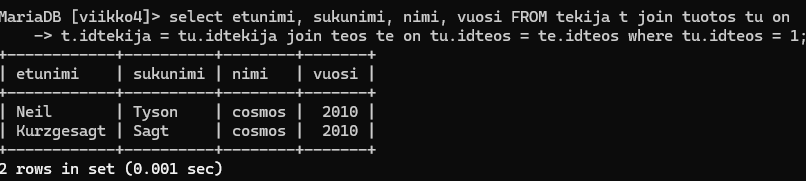 MariaDB [viikko4]> select etunimi, sukunimi, nimi, vuosi FROM tekija t join tuotos tu on
    -> t.idtekija = tu.idtekija join teos te on tu.idteos = te.idteos where tu.idteos = 1;
+-----------+----------+--------+-------+
| etunimi   | sukunimi | nimi   | vuosi |
+-----------+----------+--------+-------+
| Neil      | Tyson    | cosmos |  2010 |
| Kurzgesagt | Sagt     | cosmos |  2010 |
+-----------+----------+--------+-------+
2 rows in set (0.001 sec)